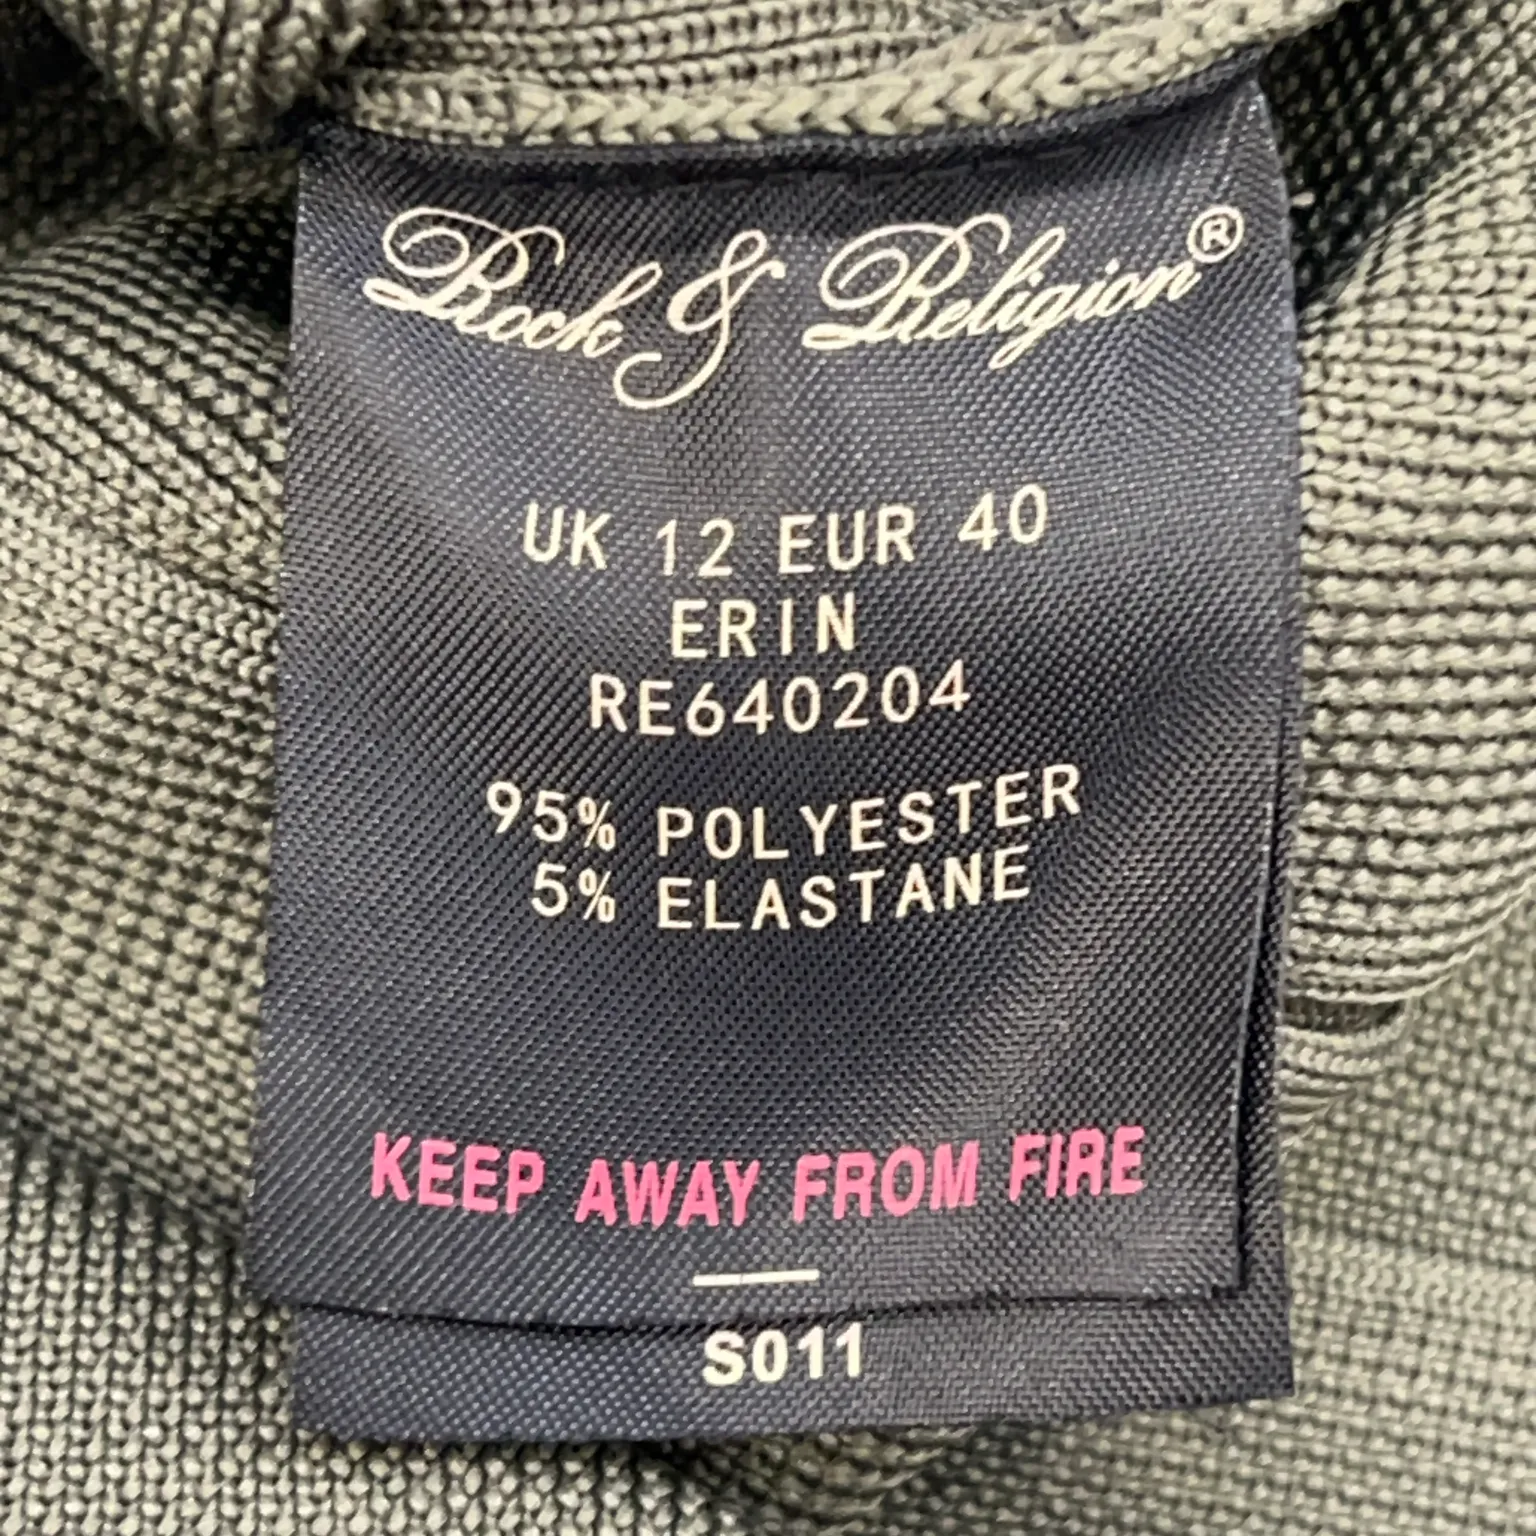 Rock & Religion®
UK 12 EUR 40
ERIN
RE640204
95% POLYESTER
5% ELASTANE
KEEP AWAY FROM FIRE
S011